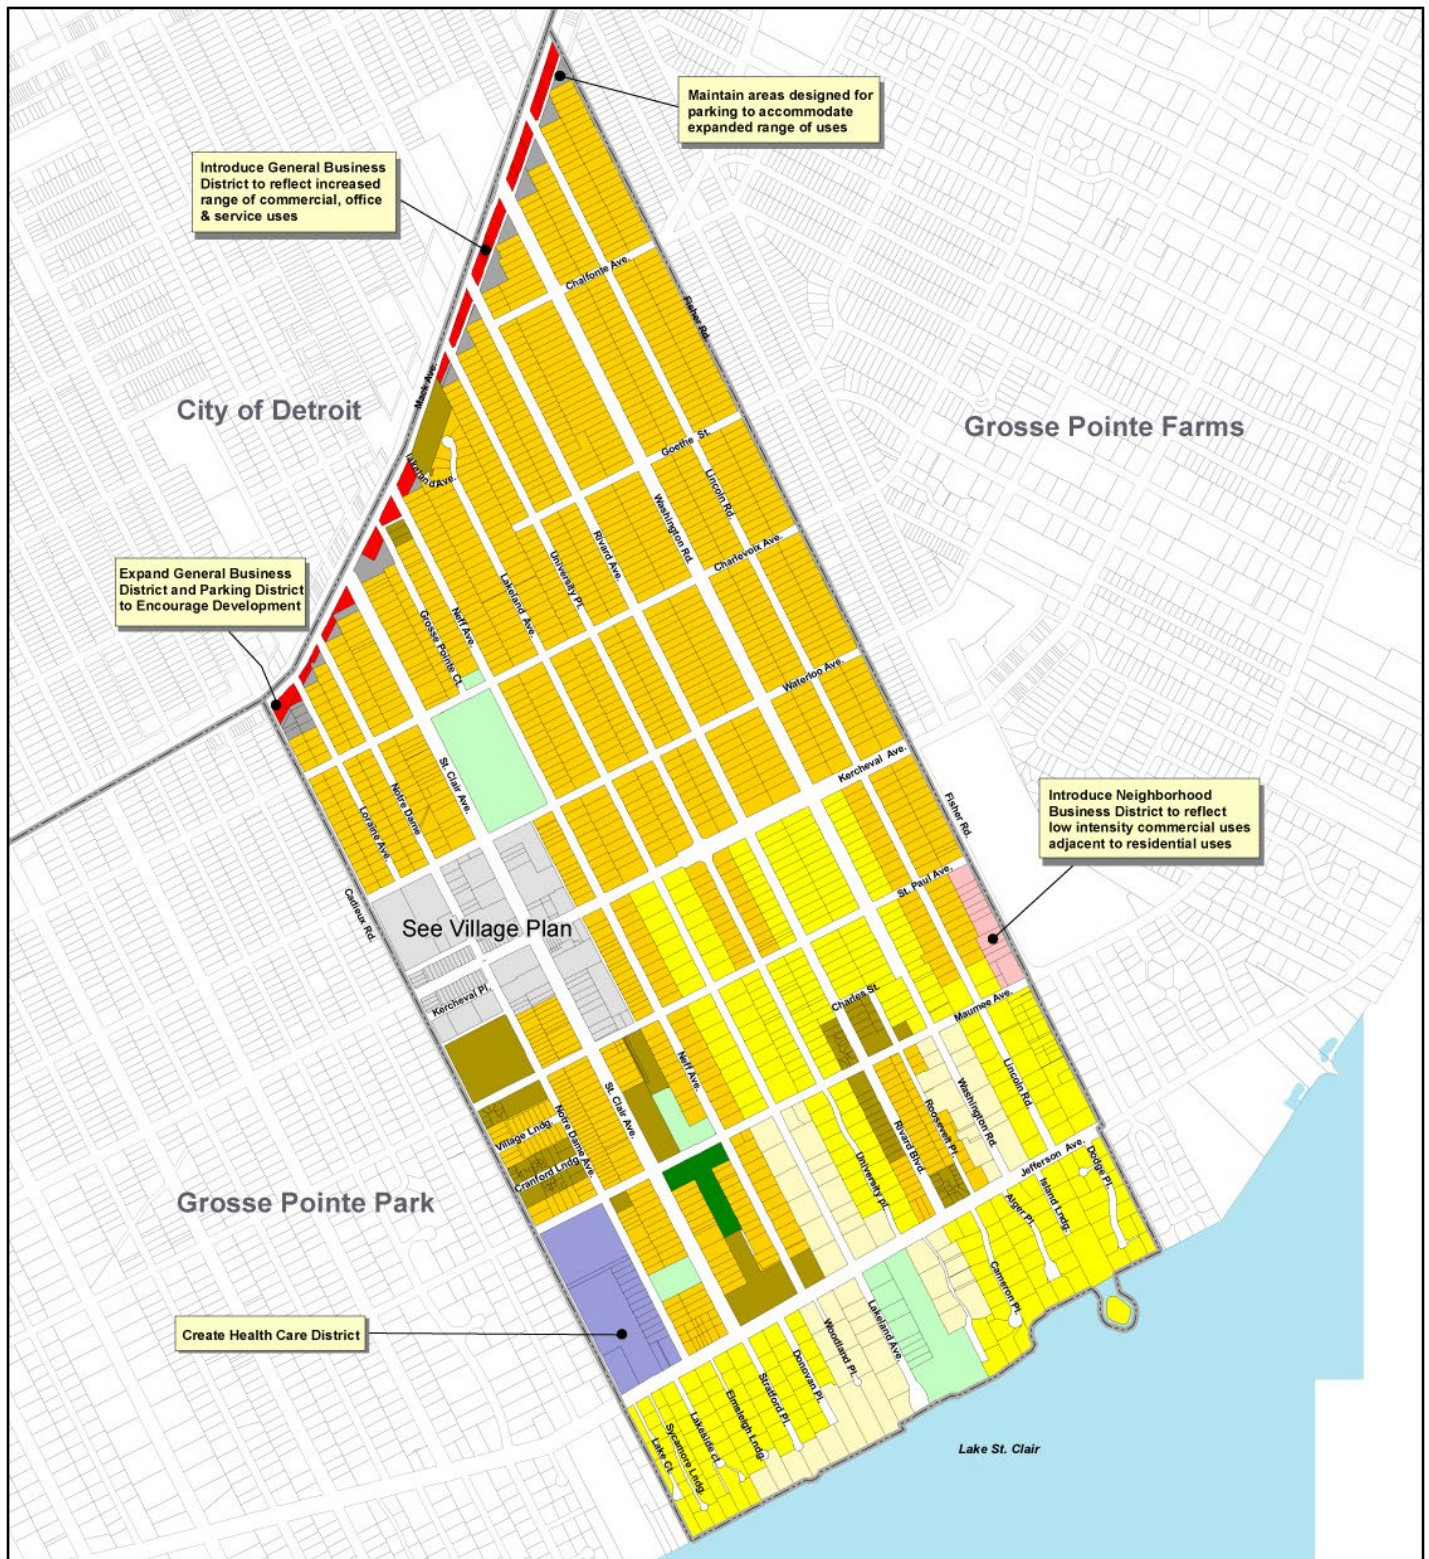 Maintain areas designed for
parking to accommodate
expanded range of uses
Introduce General Business
District to reflect increased
range of commercial, office
& service uses
Chalfonte Ave.
Fisher Rd.
Mack Ave.
City of Detroit
Grosse Pointe Farms
Goethe St.
Lakeland Ave.
Lincoln Rd.
Washington Rd.
Rivard Ave.
Charlevoix Ave.
University Pl.
Expand General Business
District and Parking District
to Encourage Development
Lakeland Ave.
Neff Ave.
Grosse Pointe Ct.
Waterloo Ave.
Kercheval Ave.
St. Clair Ave.
Notre Dame
Loraine Ave.
Fisher Rd.
Introduce Neighborhood
Business District to reflect
low intensity commercial uses
adjacent to residential uses
St. Paul Ave.
Cadieux Rd.
See Village Plan
Kercheval Pl.
Charles St.
Maumee Ave.
Neff Ave.
Lincoln Rd.
Washington Rd.
Roosevelt Pl.
Rivard Blvd.
St. Clair Ave.
Village Lndg.
Notre Dame Ave.
Cranford Lndg.
Jefferson Ave.
Dodge Pl.
University pl.
Grosse Pointe Park
Island Lndg.
Alger Pl.
Cameron Pl.
Create Health Care District
Lakeland Ave.
Woodland Pl.
Donovan Pl.
Stratford Pl.
Elmsleigh Lndg.
Lakeside ct.
Sycamore Lndg.
Lake Ct.
Lake St. Clair